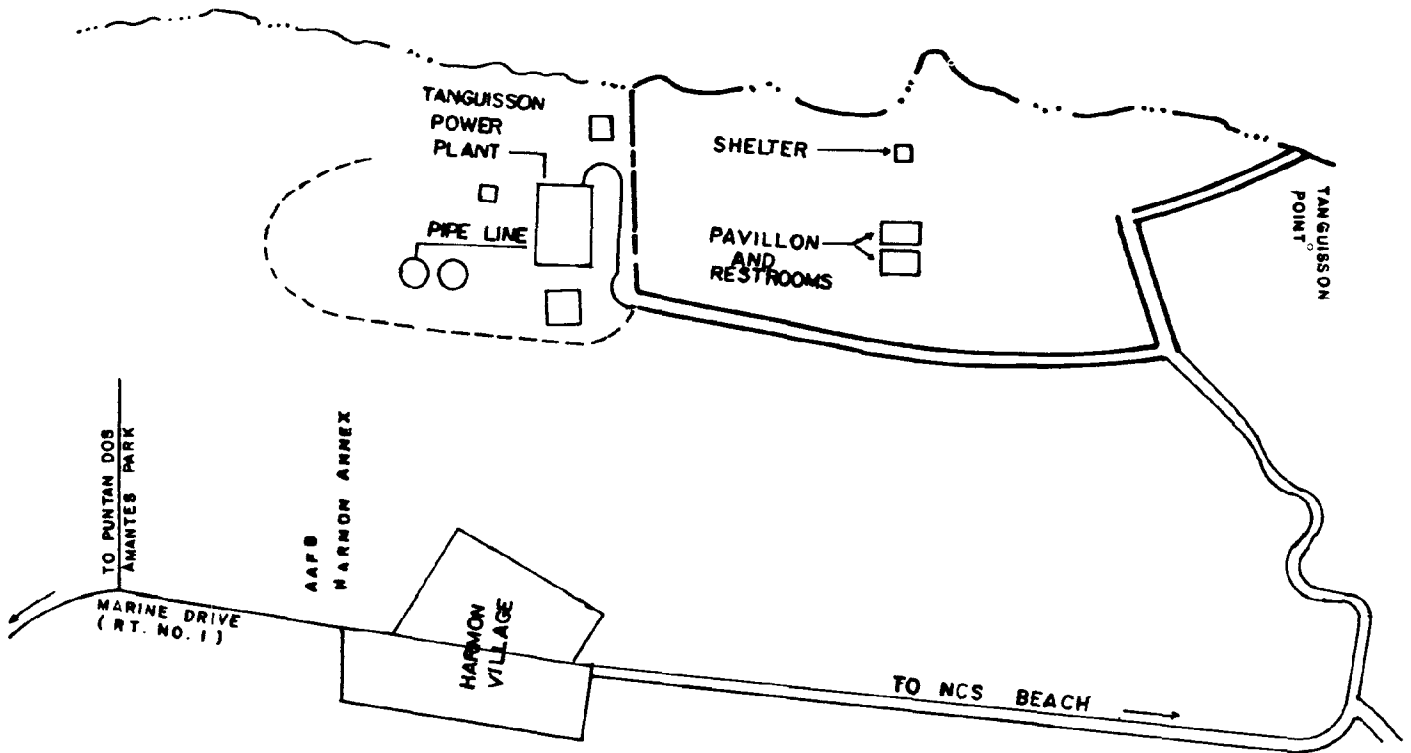 TANGUISSON
POWER
PLANT
SHELTER
PIPE LINE
PAVILLON
AND
RESTROOMS
TANGUISSON
POINT
TO PUNTAN DOS
AMANTES PARK
AAFB
HARMON ANNEX
MARINE DRIVE
(RT. NO. 1)
HARMON
VILLAGE
TO NCS BEACH